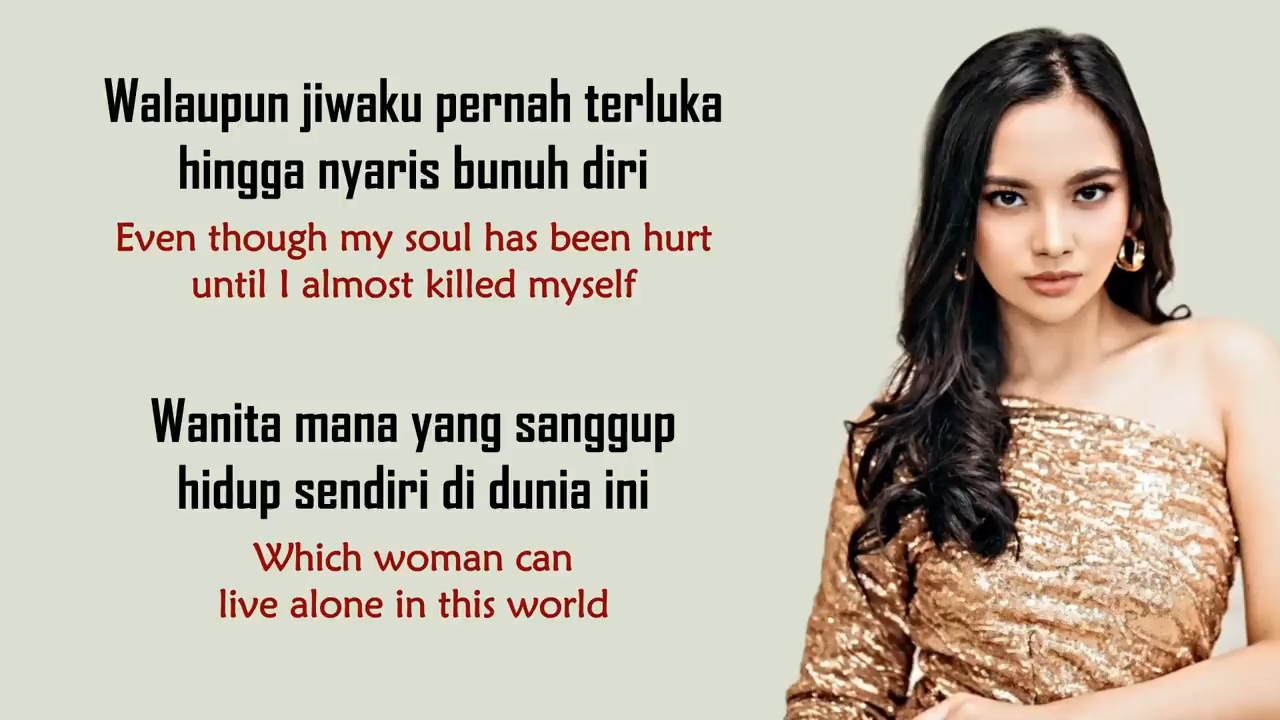 Walaupun jiwaku pernah terluka
hingga nyaris bunuh diri
Even though my soul has been hurt
until I almost killed myself
Wanita mana yang sanggup
hidup sendiri di dunia ini
Which woman can
live alone in this world